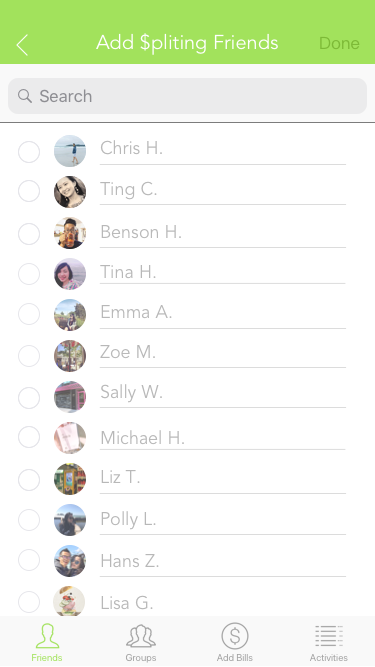 Add $pliting Friends Done
Search
Chris H.
Ting C.
Benson H.
Tina H.
Emma A.
Zoe M.
Sally W.
Michael H.
Liz T.
Polly L.
Hans Z.
Lisa G.
Friends Groups Add Bills Activities